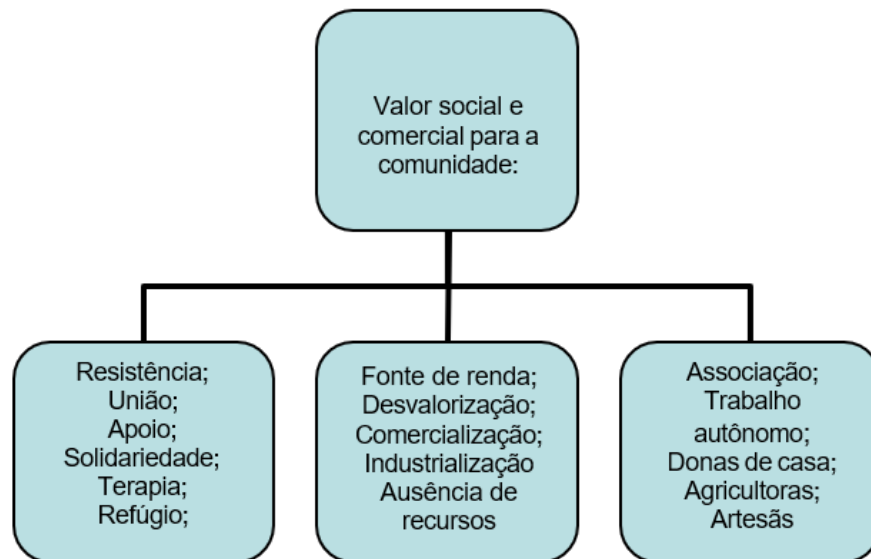 Valor social e
comercial para a
comunidade:
Resistência;
União;
Apoio;
Solidariedade;
Terapia;
Refúgio;
Fonte de renda;
Desvalorização;
Comercialização;
Industrialização
Ausência de
recursos
Associação;
Trabalho
autônomo;
Donas de casa;
Agricultoras;
Artesãs